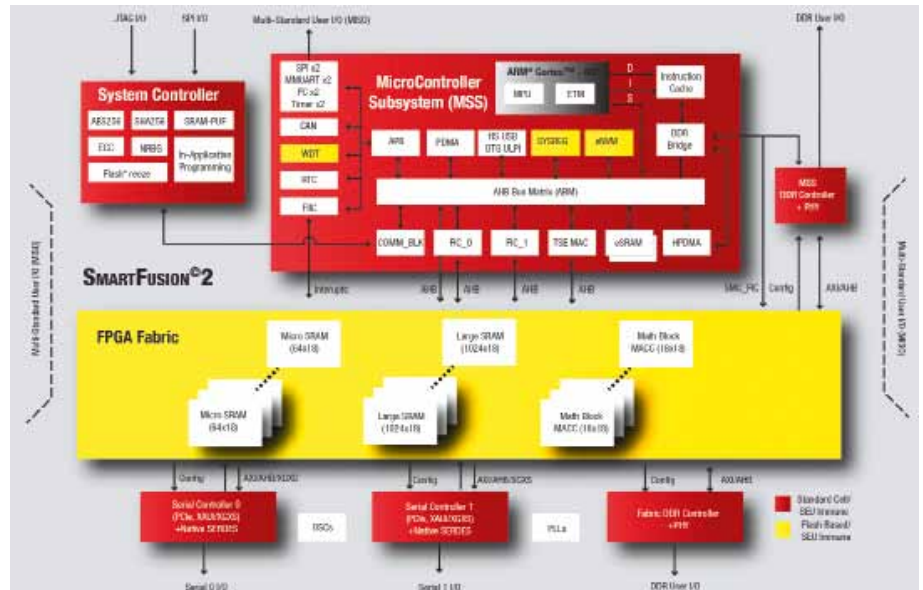 JTAG I/O
SPI I/O
Multi-Standard User I/O (MSIO)
DDR User I/O
System Controller
AES256
SHA256
SRAM-PUF
ECC
NRBG
In-Application
Programming
Flash*Freeze
SPI x2
MMUART x2
I²C x2
Timer x2
CAN
WDT
RTC
FIIC
MicroController
Subsystem (MSS)
ARM® Cortex™
MPU
ETM
D
I
S
Instruction
Cache
DDR
Bridge
APB
PDMA
HS USB
OTG ULPI
SYSREG
eNVM
AHB Bus Matrix (ABM)
COMM_BLK
FIC_0
FIC_1
TSE MAC
eSRAM
HPDMA
MSS
DDR Controller
+ PHY
SMARTFUSION©2
Interrupts
AHB
AHB
AHB
AHB
SMC_FIC
Config
AXI/AHB
Multi-Standard User I/O (MSIO)
Multi-Standard User I/O (MSIO)
FPGA Fabric
Micro SRAM
(64x18)
Large SRAM
(1024x18)
Math Block
MACC (18x18)
Micro SRAM
(64x18)
Large SRAM
(1024x18)
Math Block
MACC (18x18)
Config
AXI/AHB/XGXS
Config
AXI/AHB/XGXS
Config
AXI/AHB
Serial Controller 0
(PCIe, XAUI/XGXS)
+Native SERDES
OSCs
Serial Controller 1
(PCIe, XAUI/XGXS)
+Native SERDES
PLLs
Fabric DDR Controller
+PHY
Standard Cell/
SEU Immune
Flash Based/
SEU Immune
Serial 0 I/O
Serial 1 I/O
DDR User I/O